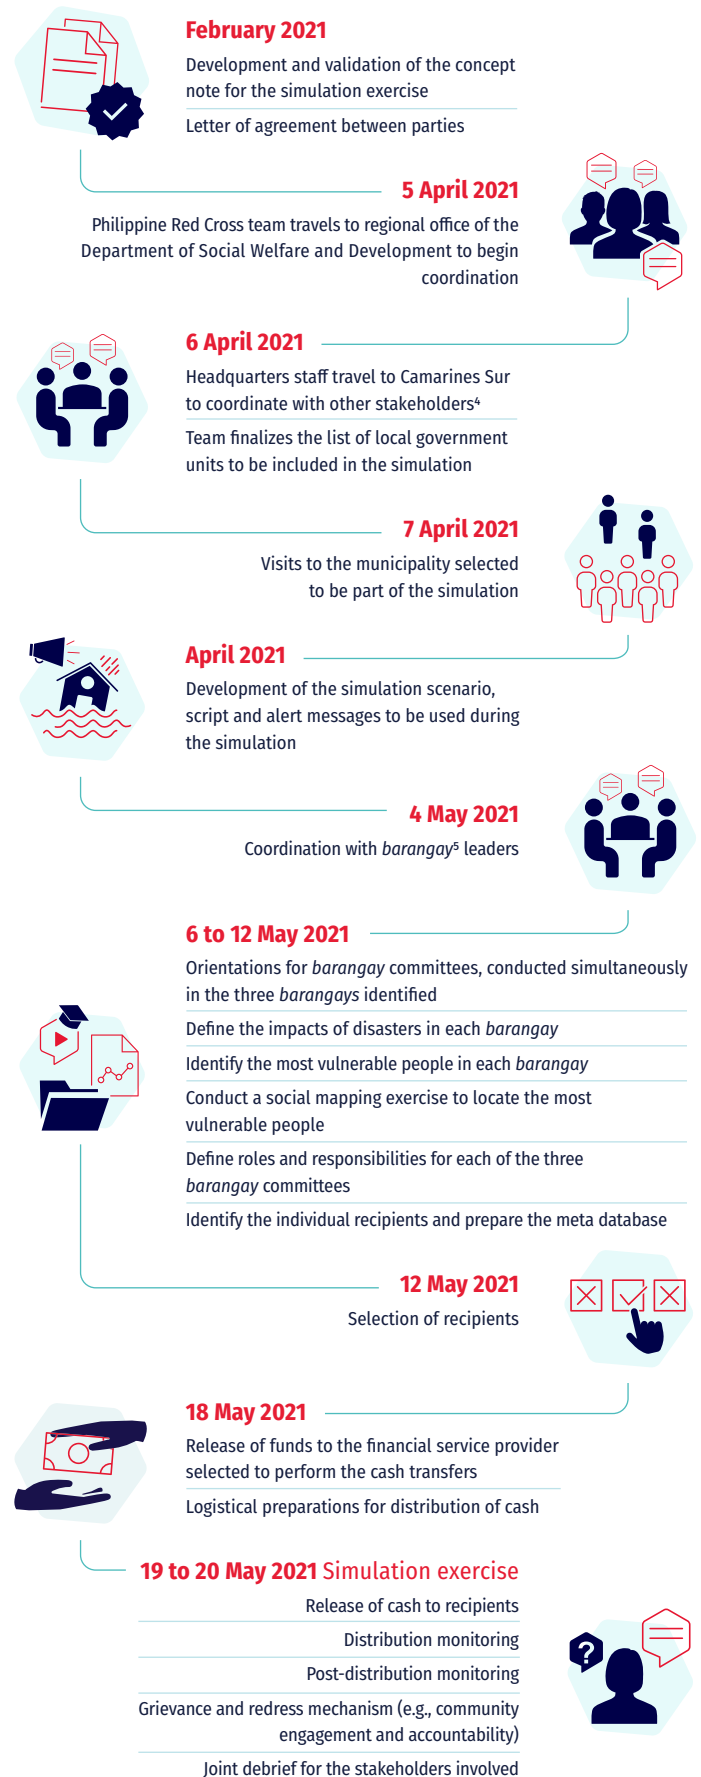 February 2021
Development and validation of the concept
note for the simulation exercise
Letter of agreement between parties
5 April 2021
Philippine Red Cross team travels to regional office of the
Department of Social Welfare and Development to begin
coordination
6 April 2021
Headquarters staff travel to Camarines Sur
to coordinate with other stakeholders⁴
Team finalizes the list of local government
units to be included in the simulation
7 April 2021
Visits to the municipality selected
to be part of the simulation
April 2021
Development of the simulation scenario,
script and alert messages to be used during
the simulation
4 May 2021
Coordination with barangay⁵ leaders
6 to 12 May 2021
Orientations for barangay committees, conducted simultaneously
in the three barangays identified
Define the impacts of disasters in each barangay
Identify the most vulnerable people in each barangay
Conduct a social mapping exercise to locate the most
vulnerable people
Define roles and responsibilities for each of the three
barangay committees
Identify the individual recipients and prepare the meta database
12 May 2021
Selection of recipients
18 May 2021
Release of funds to the financial service provider
selected to perform the cash transfers
Logistical preparations for distribution of cash
19 to 20 May 2021 Simulation exercise
Release of cash to recipients
Distribution monitoring
Post-distribution monitoring
Grievance and redress mechanism (e.g., community
engagement and accountability)
Joint debrief for the stakeholders involved
?